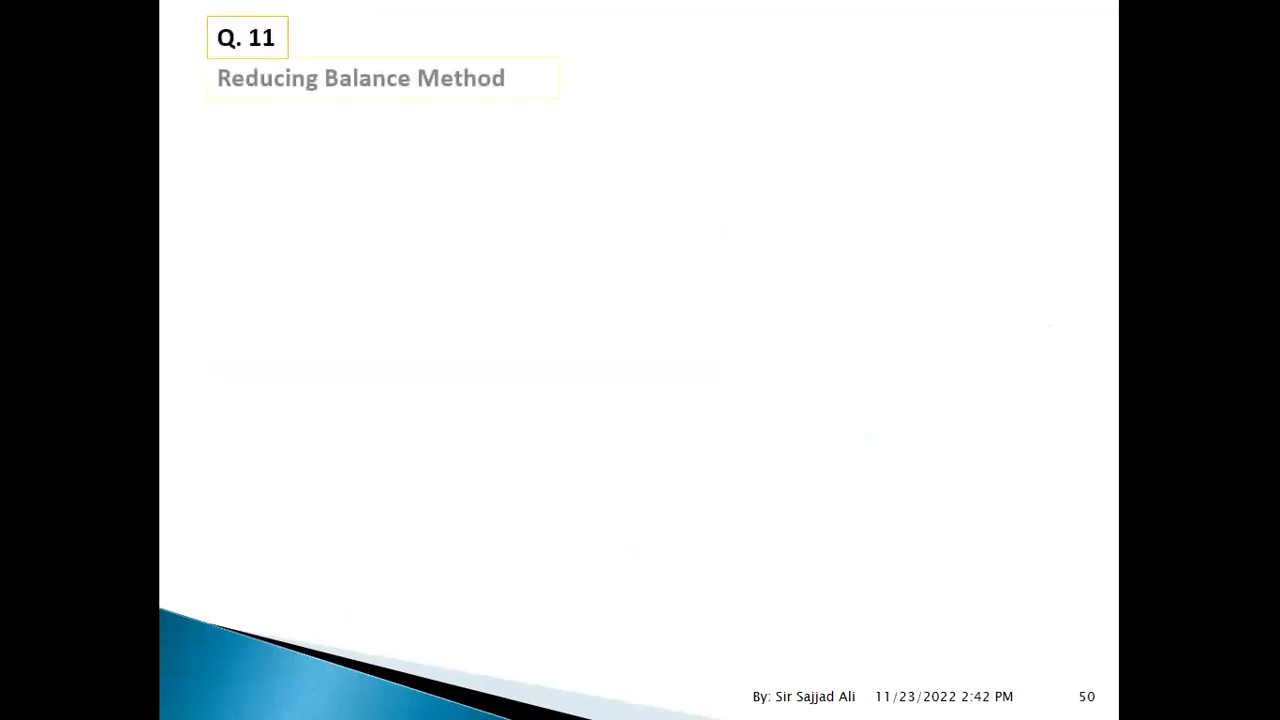 Q. 11
Reducing Balance Method
By: Sir Sajjad Ali 11/23/2022 2:42 PM 50